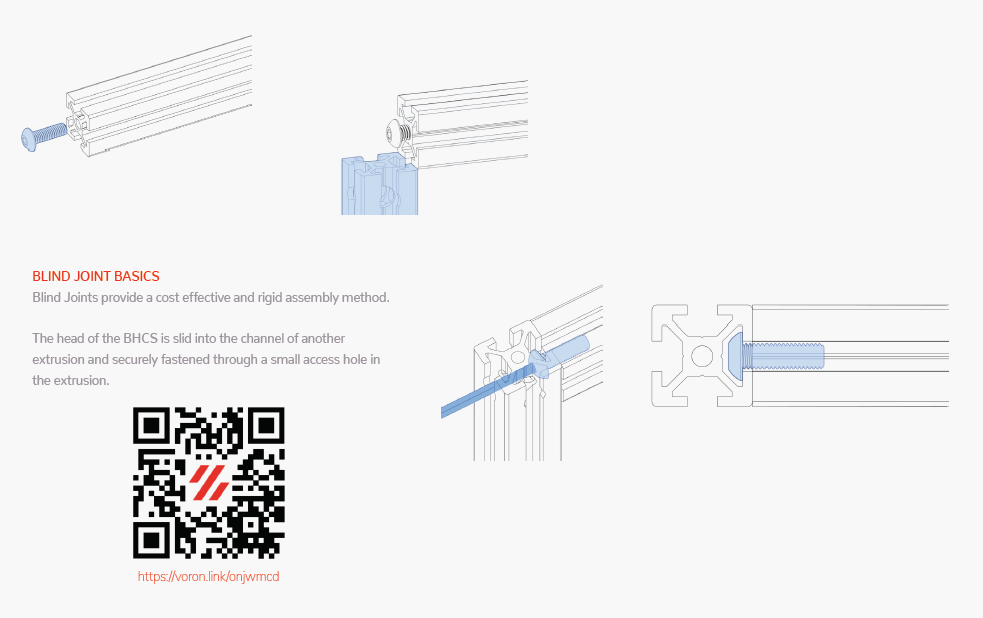 BLIND JOINT BASICS
Blind Joints provide a cost effective and rigid assembly method.
The head of the BHCS is slid into the channel of another
extrusion and securely fastened through a small access hole in
the extrusion.
https://voron.link/onjwmcd